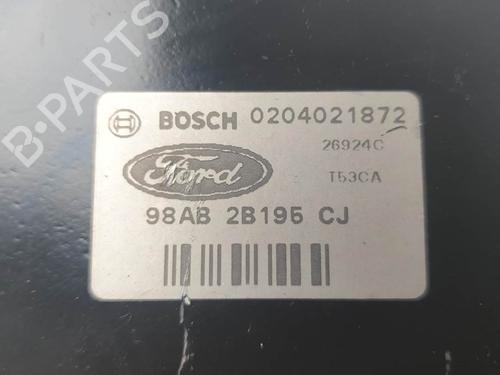 B-PARTS
BOSCH 0204021872
26924C
Ford T53CA
98AB 2B195 CJ